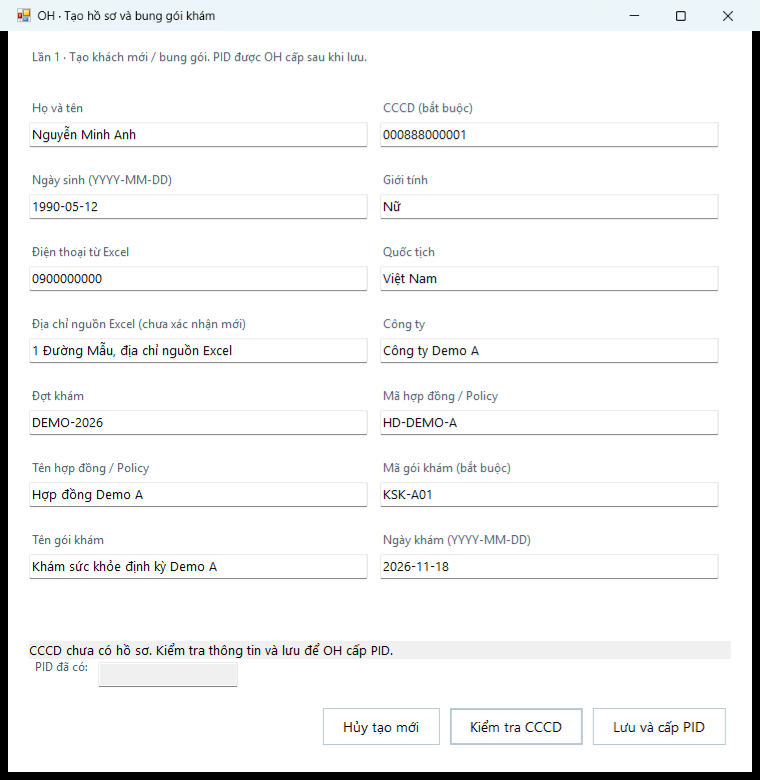 OH · Tạo hồ sơ và bung gói khám
Lần 1 · Tạo khách mới / bung gói. PID được OH cấp sau khi lưu.
Họ và tên
CCCD (bắt buộc)
Nguyễn Minh Anh
000888000001
Ngày sinh (YYYY-MM-DD)
Giới tính
1990-05-12
Nữ
Điện thoại từ Excel
Quốc tịch
0900000000
Việt Nam
Địa chỉ nguồn Excel (chưa xác nhận mới)
Công ty
1 Đường Mẫu, địa chỉ nguồn Excel
Công ty Demo A
Đợt khám
Mã hợp đồng / Policy
DEMO-2026
HD-DEMO-A
Tên hợp đồng / Policy
Mã gói khám (bắt buộc)
Hợp đồng Demo A
KSK-A01
Tên gói khám
Ngày khám (YYYY-MM-DD)
Khám sức khỏe định kỳ Demo A
2026-11-18
CCCD chưa có hồ sơ. Kiểm tra thông tin và lưu để OH cấp PID.
PID đã có:
Hủy tạo mới
Kiểm tra CCCD
Lưu và cấp PID